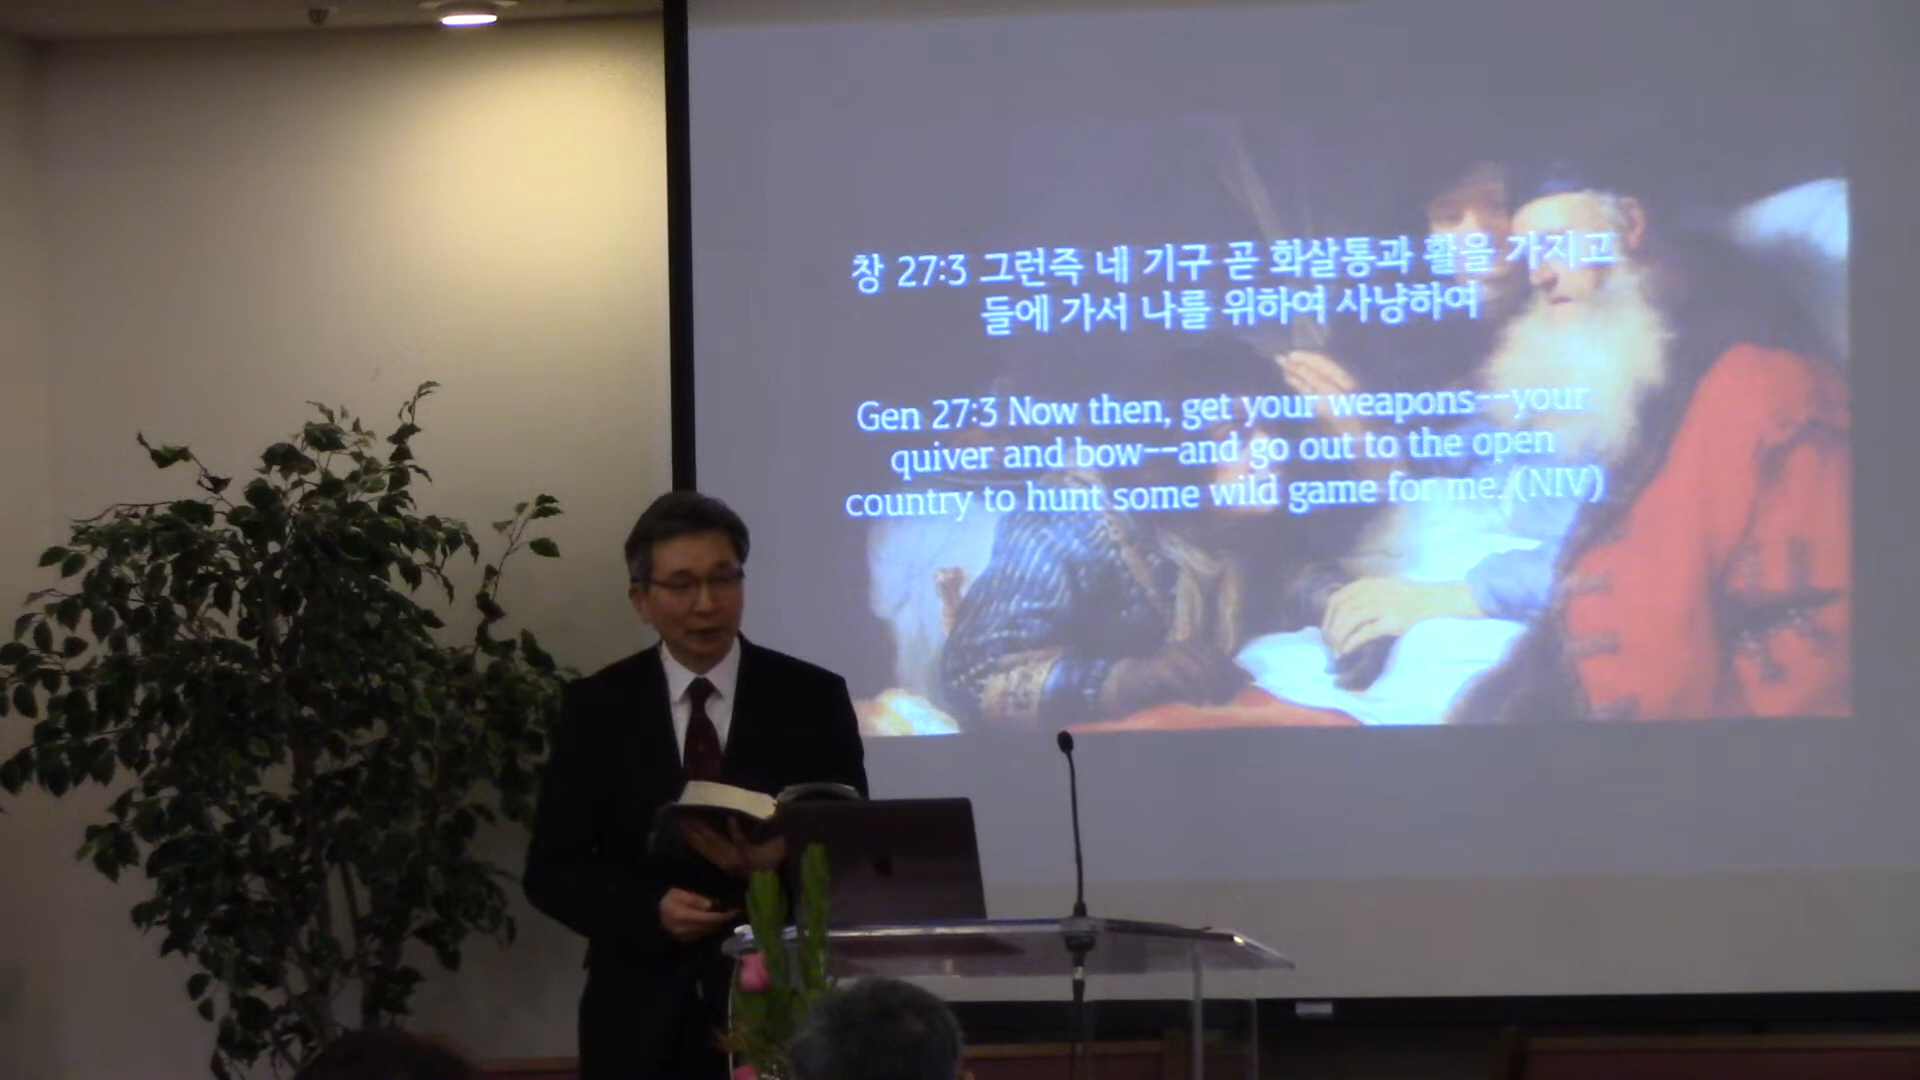 창 27:3 그런즉 네 기구 곧 화살통과 활을 가지고
들에 가서 나를 위하여 사냥하여
Gen 27:3 Now then, get your weapons--your
quiver and bow--and go out to the open
country to hunt some wild game for me. (NIV)